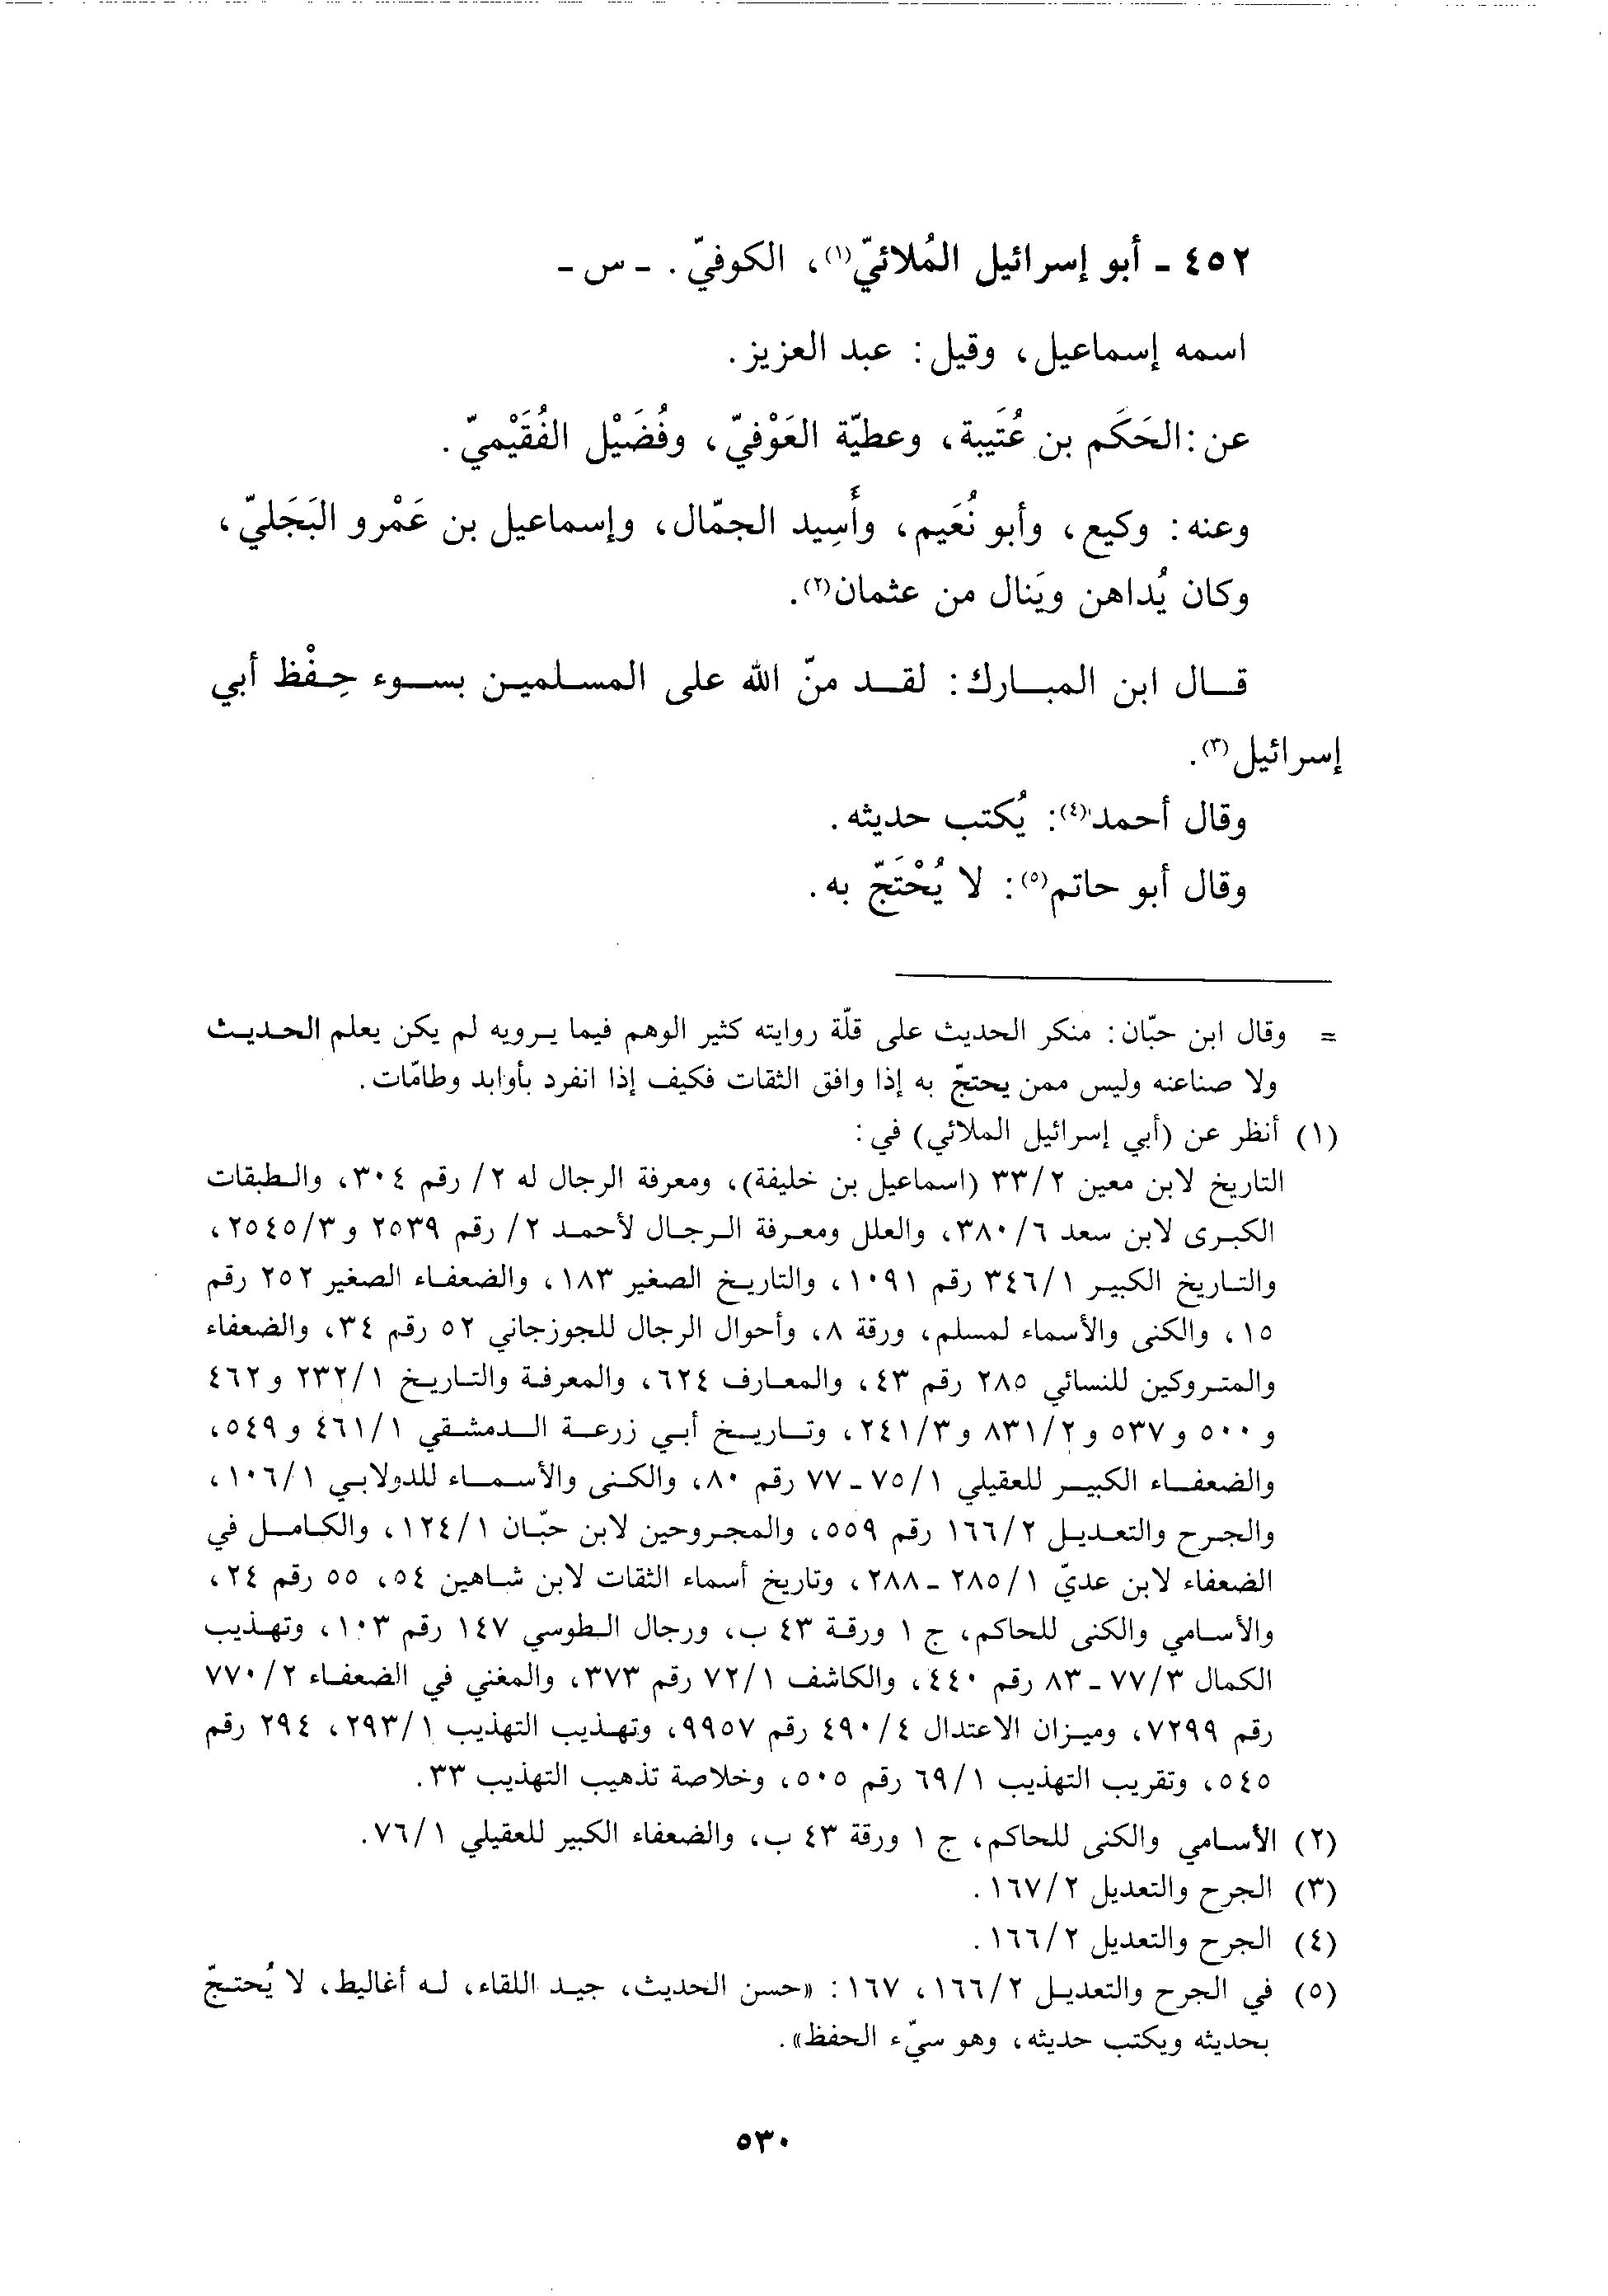 ٤٥٢ ـ أبو إسرائيل المُلائيّ(١)، الكوفيّ. ـ س ـ
اسمه إسماعيل، وقيل: عبد العزيز.
عن: الحَكَم بن عُتَيبة، وعطيّة العَوْفيّ، وفُضَيْل الفُقَيْميّ.
وعنه: وكيع، وأبو نُعَيم، وأَسِيد الجمّال، وإسماعيل بن عَمْرو البَجَليّ،
وكان يُداهن ويَنال من عثمان(٢).
قال ابن المبارك: لقد منّ الله على المسلمين بسوء حِفْظ أبي
إسرائيل(٣).
وقال أحمد(٤): يُكتب حديثه.
وقال أبو حاتم(٥): لا يُحْتَجّ به.
= وقال ابن حبّان: منكر الحديث على قلّة روايته كثير الوهم فيما يرويه لم يكن يعلم الحديث
ولا صناعنه وليس ممن يحتجّ به إذا وافق الثقات فكيف إذا انفرد بأوابد وطامّات.
(١) أنظر عن (أبي إسرائيل الملائي) في:
التاريخ لابن معين ٣٣/٢ (اسماعيل بن خليفة)، ومعرفة الرجال له ٢/ رقم ٣٠٤، والطبقات
الكبرى لابن سعد ٣٨٠/٦، والعلل ومعرفة الرجال لأحمد ٢/ رقم ٢٥٣٩ و ٢٥٤٥/٣،
والتاريخ الكبير ٣٤٦/١ رقم ١٠٩١، والتاريخ الصغير ١٨٣، والضعفاء الصغير ٢٥٢ رقم
١٥، والكنى والأسماء لمسلم، ورقة ٨، وأحوال الرجال للجوزجاني ٥٢ رقم ٣٤، والضعفاء
والمتروكين للنسائي ٢٨٥ رقم ٤٣، والمعارف ٦٢٤، والمعرفة والتاريخ ٢٣٢/١ و ٤٦٢
و ٥٠٠ و ٥٣٧ و ٨٣١/٢ و ٢٤١/٣، وتاريخ أبي زرعة الدمشقي ٤٦١/١ و ٥٤٩،
والضعفاء الكبير للعقيلي ٧٥/١ ـ ٧٧ رقم ٨٠، والكنى والأسماء للدولابي ١٠٦/١،
والجرح والتعديل ١٦٦/٢ رقم ٥٥٩، والمجروحين لابن حبّان ١٢٤/١، والكامل في
الضعفاء لابن عديّ ٢٨٥/١ ـ ٢٨٨، وتاريخ أسماء الثقات لابن شاهين ٥٤، ٥٥ رقم ٢٤،
والأسامي والكنى للحاكم، ج ١ ورقة ٤٣ ب، ورجال الطوسي ١٤٧ رقم ١٠٣، وتهذيب
الكمال ٧٧/٣ ـ ٨٣ رقم ٤٤٠، والكاشف ٧٢/١ رقم ٣٧٣، والمغني في الضعفاء ٧٧٠/٢
رقم ٧٢٩٩، وميزان الاعتدال ٤٩٠/٤ رقم ٩٩٥٧، وتهذيب التهذيب ٢٩٣/١، ٢٩٤ رقم
٥٤٥، وتقريب التهذيب ٦٩/١ رقم ٥٠٥، وخلاصة تذهيب التهذيب ٣٣.
(٢) الأسامي والكنى للحاكم، ج ١ ورقة ٤٣ ب، والضعفاء الكبير للعقيلي ٧٦/١.
(٣) الجرح والتعديل ١٦٧/٢.
(٤) الجرح والتعديل ١٦٦/٢.
(٥) في الجرح والتعديل ١٦٦/٢، ١٦٧: «حسن الحديث، جيد اللقاء، له أغاليط، لا يُحتجّ
بحديثه ويكتب حديثه، وهو سيّء الحفظ».
٥٣٠